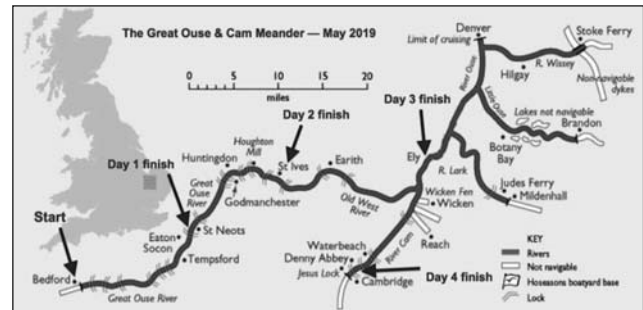 The Great Ouse & Cam Meander — May 2019
0 5 10 15 20
miles
Denver
Limit of cruising
Stoke Ferry
River Ouse
Hilgay
R. Wissey
Non-navigable
dykes
Day 2 finish
Day 3 finish
Little Ouse
Lakes not navigable
Brandon
Botany
Bay
Day 1 finish
Huntingdon
Houghton
Mill
St Ives
Earith
Ely
R. Lark
Judes Ferry
Mildenhall
Great
Ouse
River
Godmanchester
Old West
River
Wicken Fen
Wicken
Start
Eaton
Socon
St Neots
Tempsford
Waterbeach
Denny Abbey
River Cam
Reach
Bedford
Great Ouse River
Jesus Lock
Cambridge
Day 4 finish
KEY
Rivers
Not navigable
Hoseasons boatyard base
Lock